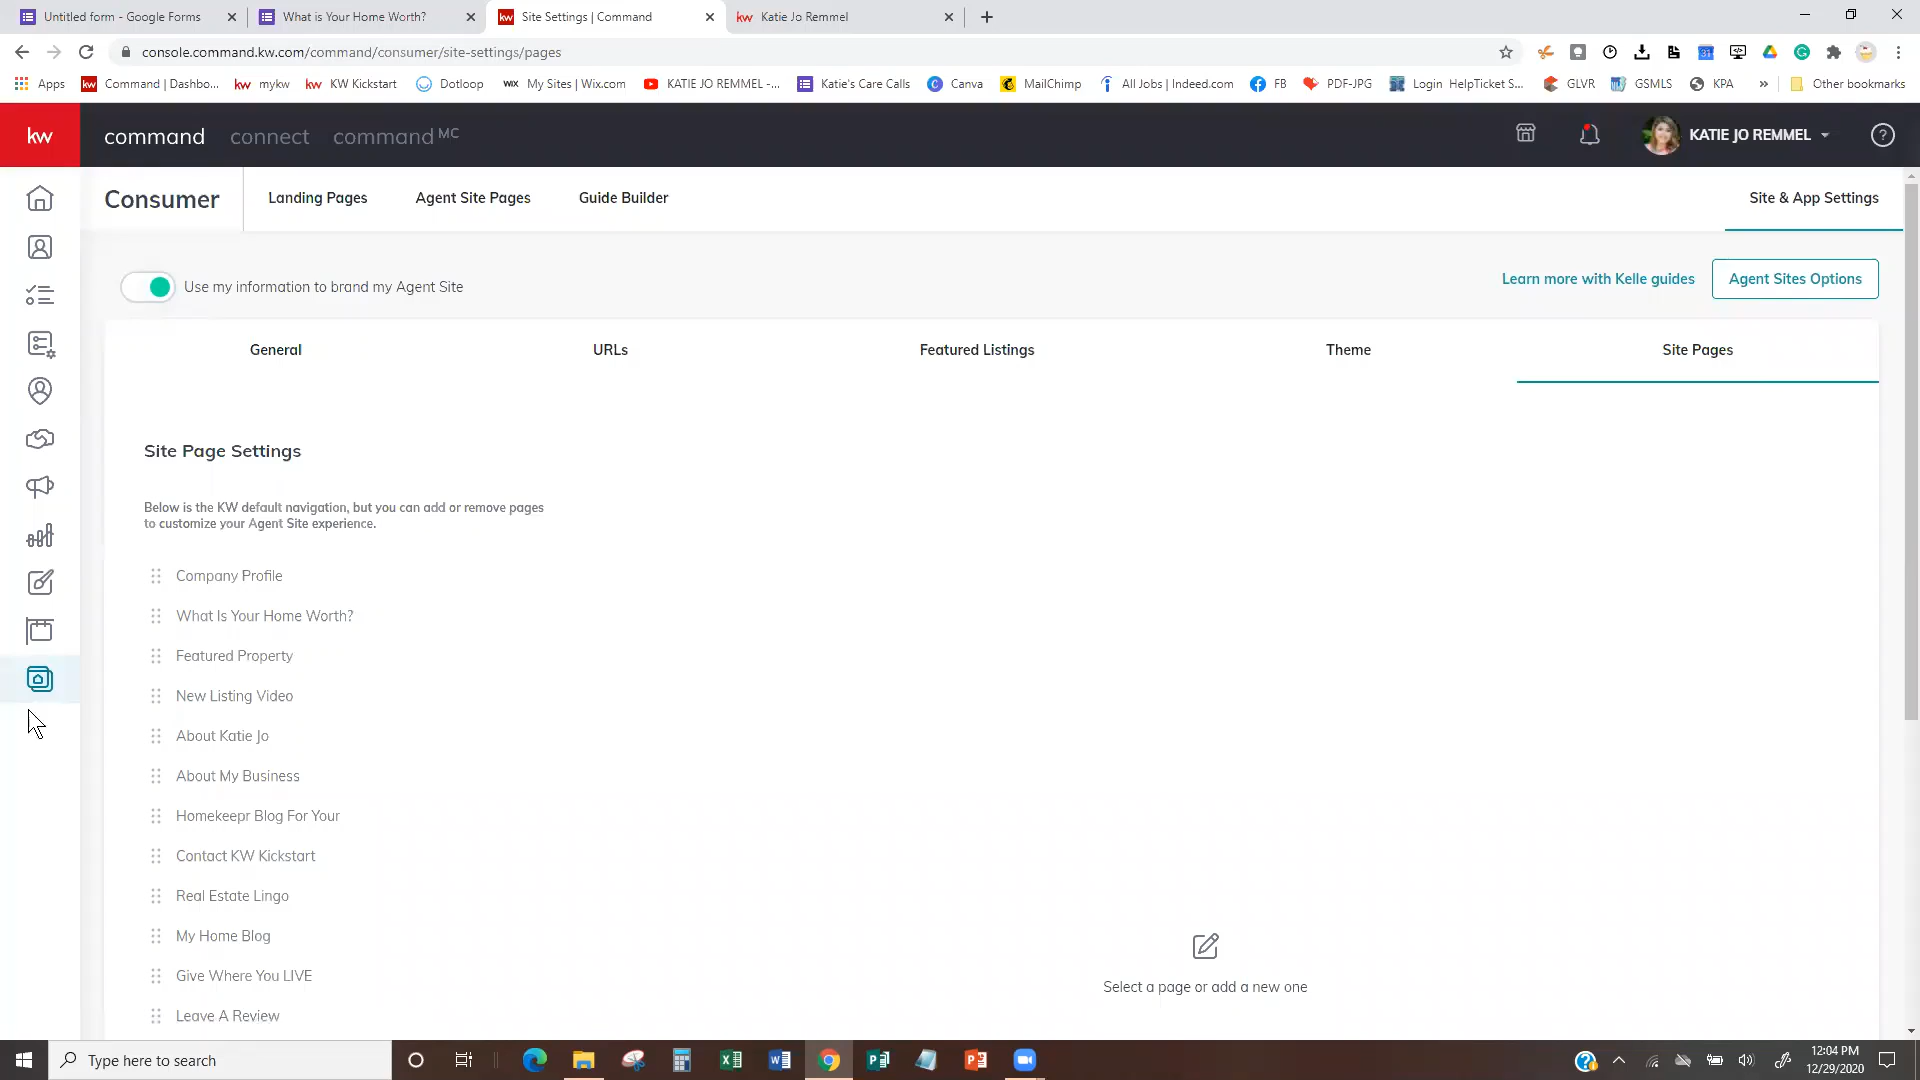 Untitled form - Google Forms
What is Your Home Worth?
kw Site Settings | Command
kw Katie Jo Remmel
console.command.kw.com/command/consumer/site-settings/pages
Apps
kw Command | Dashbo...
kw mykw
kw KW Kickstart
Dotloop
WIX My Sites | Wix.com
KATIE JO REMMEL -...
Katie's Care Calls
Canva
MailChimp
All Jobs | Indeed.com
FB
PDF-JPG
Login HelpTicket S...
GLVR
GSMLS
KPA
»
Other bookmarks
kw
command
connect
command MC
KATIE JO REMMEL
?
Consumer
Landing Pages
Agent Site Pages
Guide Builder
Site & App Settings
Use my information to brand my Agent Site
Learn more with Kelle guides
Agent Sites Options
General
URLs
Featured Listings
Theme
Site Pages
Site Page Settings
Below is the KW default navigation, but you can add or remove pages
to customize your Agent Site experience.
Company Profile
What Is Your Home Worth?
Featured Property
New Listing Video
About Katie Jo
About My Business
Homekeepr Blog For Your
Contact KW Kickstart
Real Estate Lingo
My Home Blog
Give Where You LIVE
Leave A Review
Select a page or add a new one
Type here to search
12:04 PM
12/29/2020